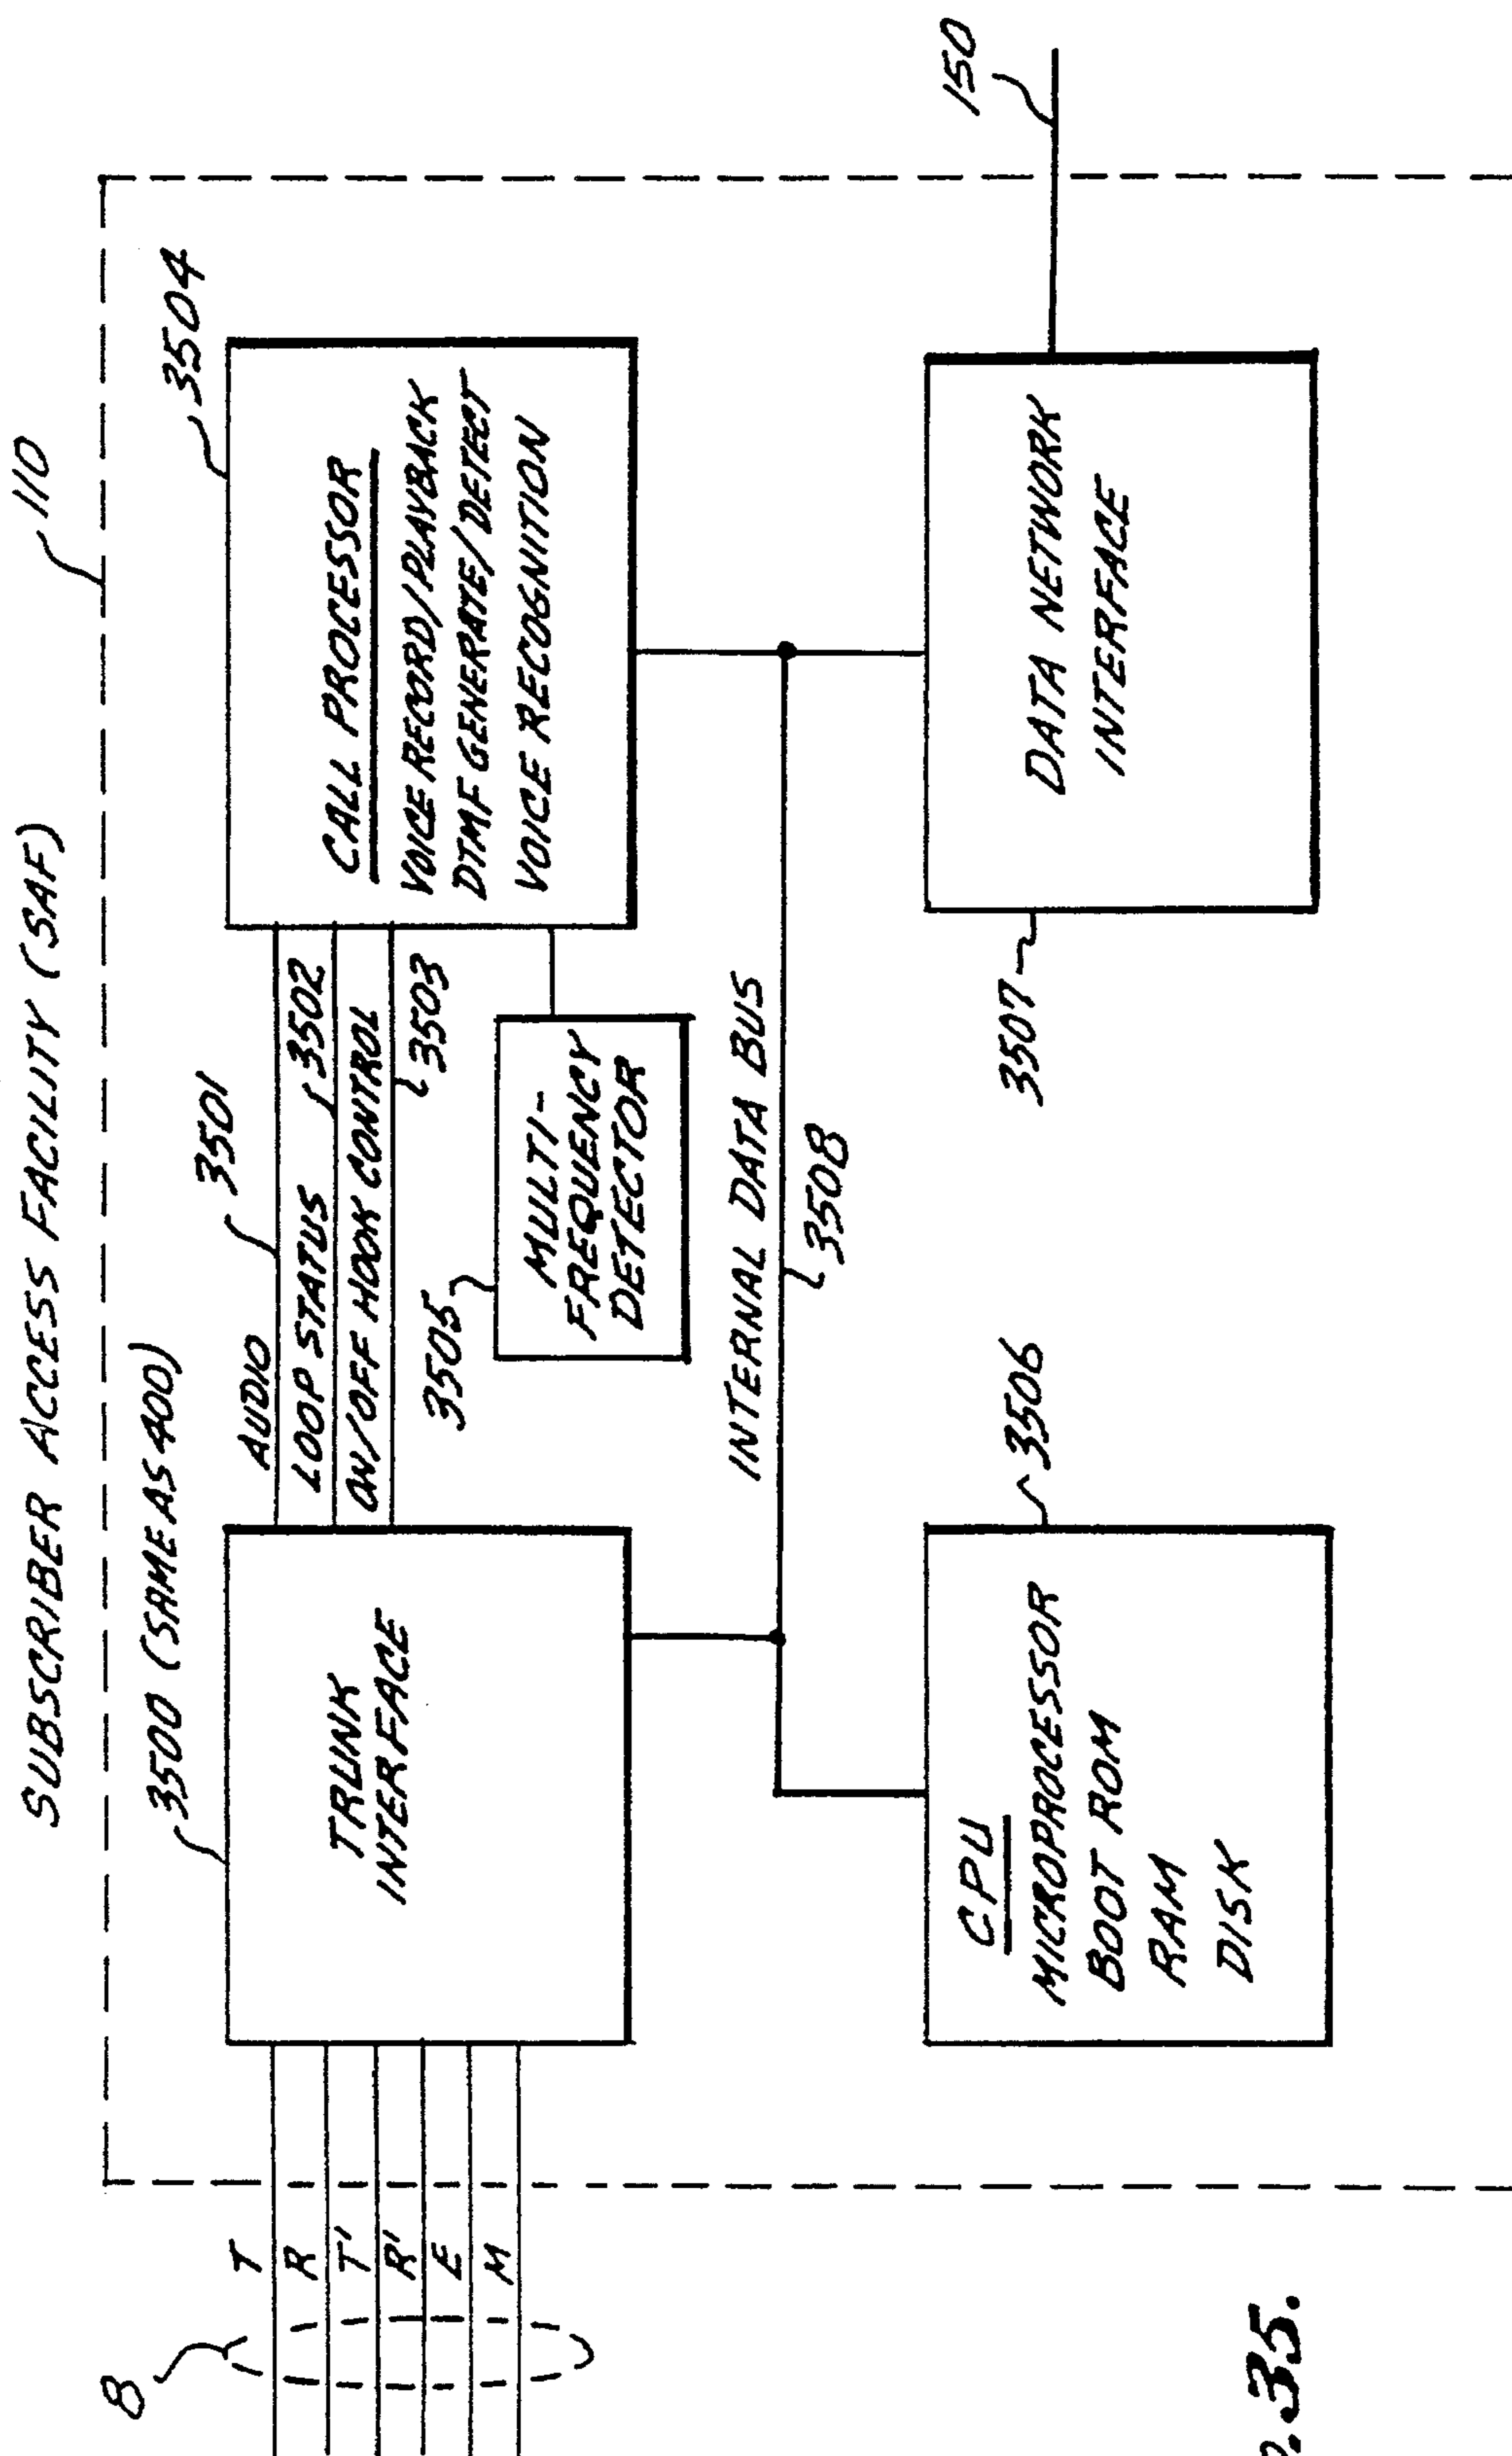 SUBSCRIBER ACCESS FACILITY (SAF)
110
3500 (SAME AS 400)
3501
3504
8
T
R
T'
R'
E
M
TRUNK
INTERFACE
AUDIO
LOOP STATUS
3502
ON/OFF HOOK CONTROL
3503
CALL PROCESSOR
VOICE RECORD/PLAYBACK
DTMF GENERATE/DETECT
VOICE RECOGNITION
3505
MULTI-
FREQUENCY
DETECTOR
INTERNAL DATA BUS
3508
3506
CPU
MICROPROCESSOR
BOOT ROM
RAM
DISK
3507
DATA NETWORK
INTERFACE
150
35.